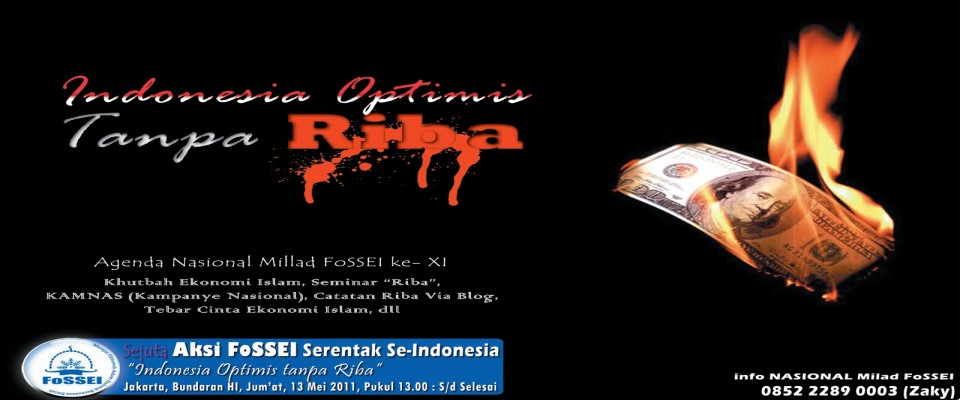 Indonesia Optimis
Tanpa Riba
Agenda Nasional Millad FoSSEI ke- XI
Khutbah Ekonomi Islam, Seminar "Riba",
KAMNAS (Kampanye Nasional), Catatan Riba Via Blog,
Tebar Cinta Ekonomi Islam, dll
FoSSEI
Sejuta Aksi FoSSEI Serentak Se-Indonesia
"Indonesia Optimis tanpa Riba"
Jakarta, Bundaran HI, Jum'at, 13 Mei 2011, Pukul 13.00 : S/d Selesai
info NASIONAL Milad FoSSEI
0852 2289 0003 (Zaky)